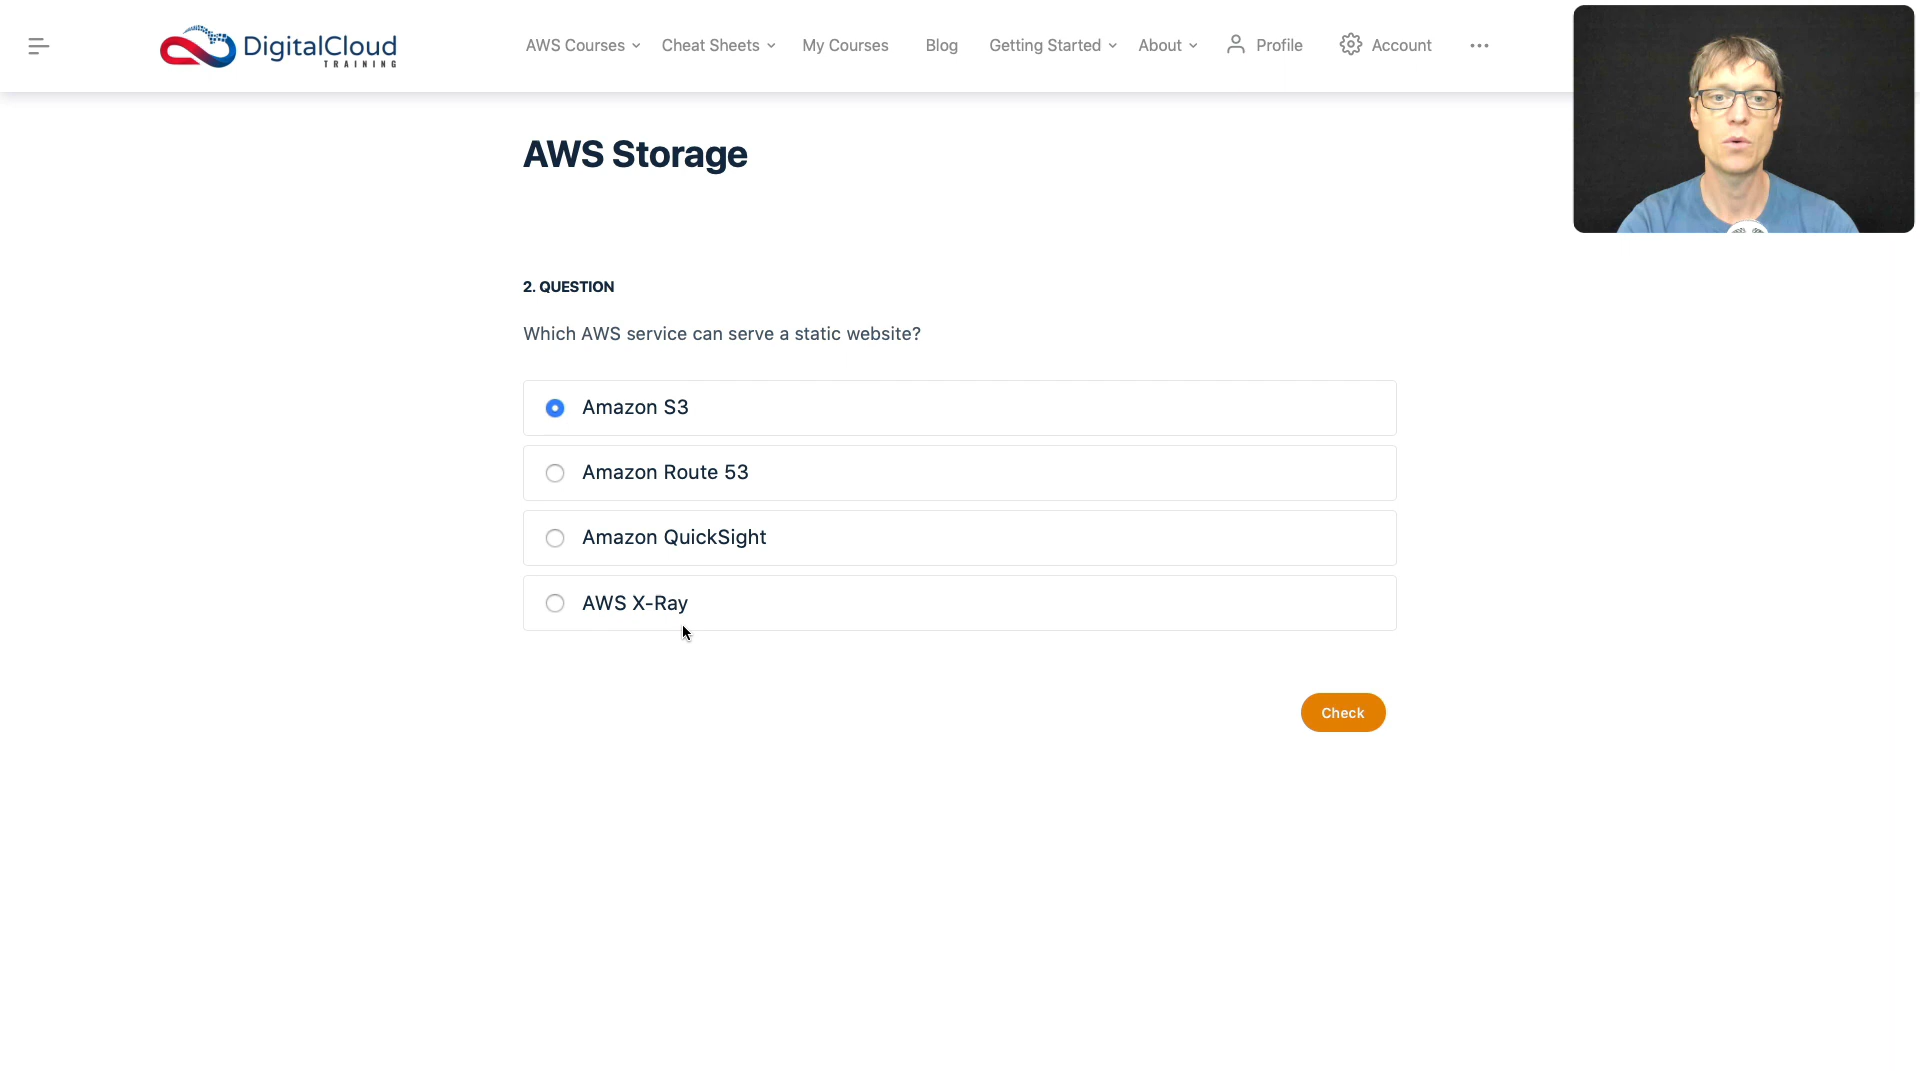 DigitalCloud
TRAINING
AWS Courses
Cheat Sheets
My Courses
Blog
Getting Started
About
Profile
Account
AWS Storage
2. QUESTION
Which AWS service can serve a static website?
Amazon S3
Amazon Route 53
Amazon QuickSight
AWS X-Ray
Check